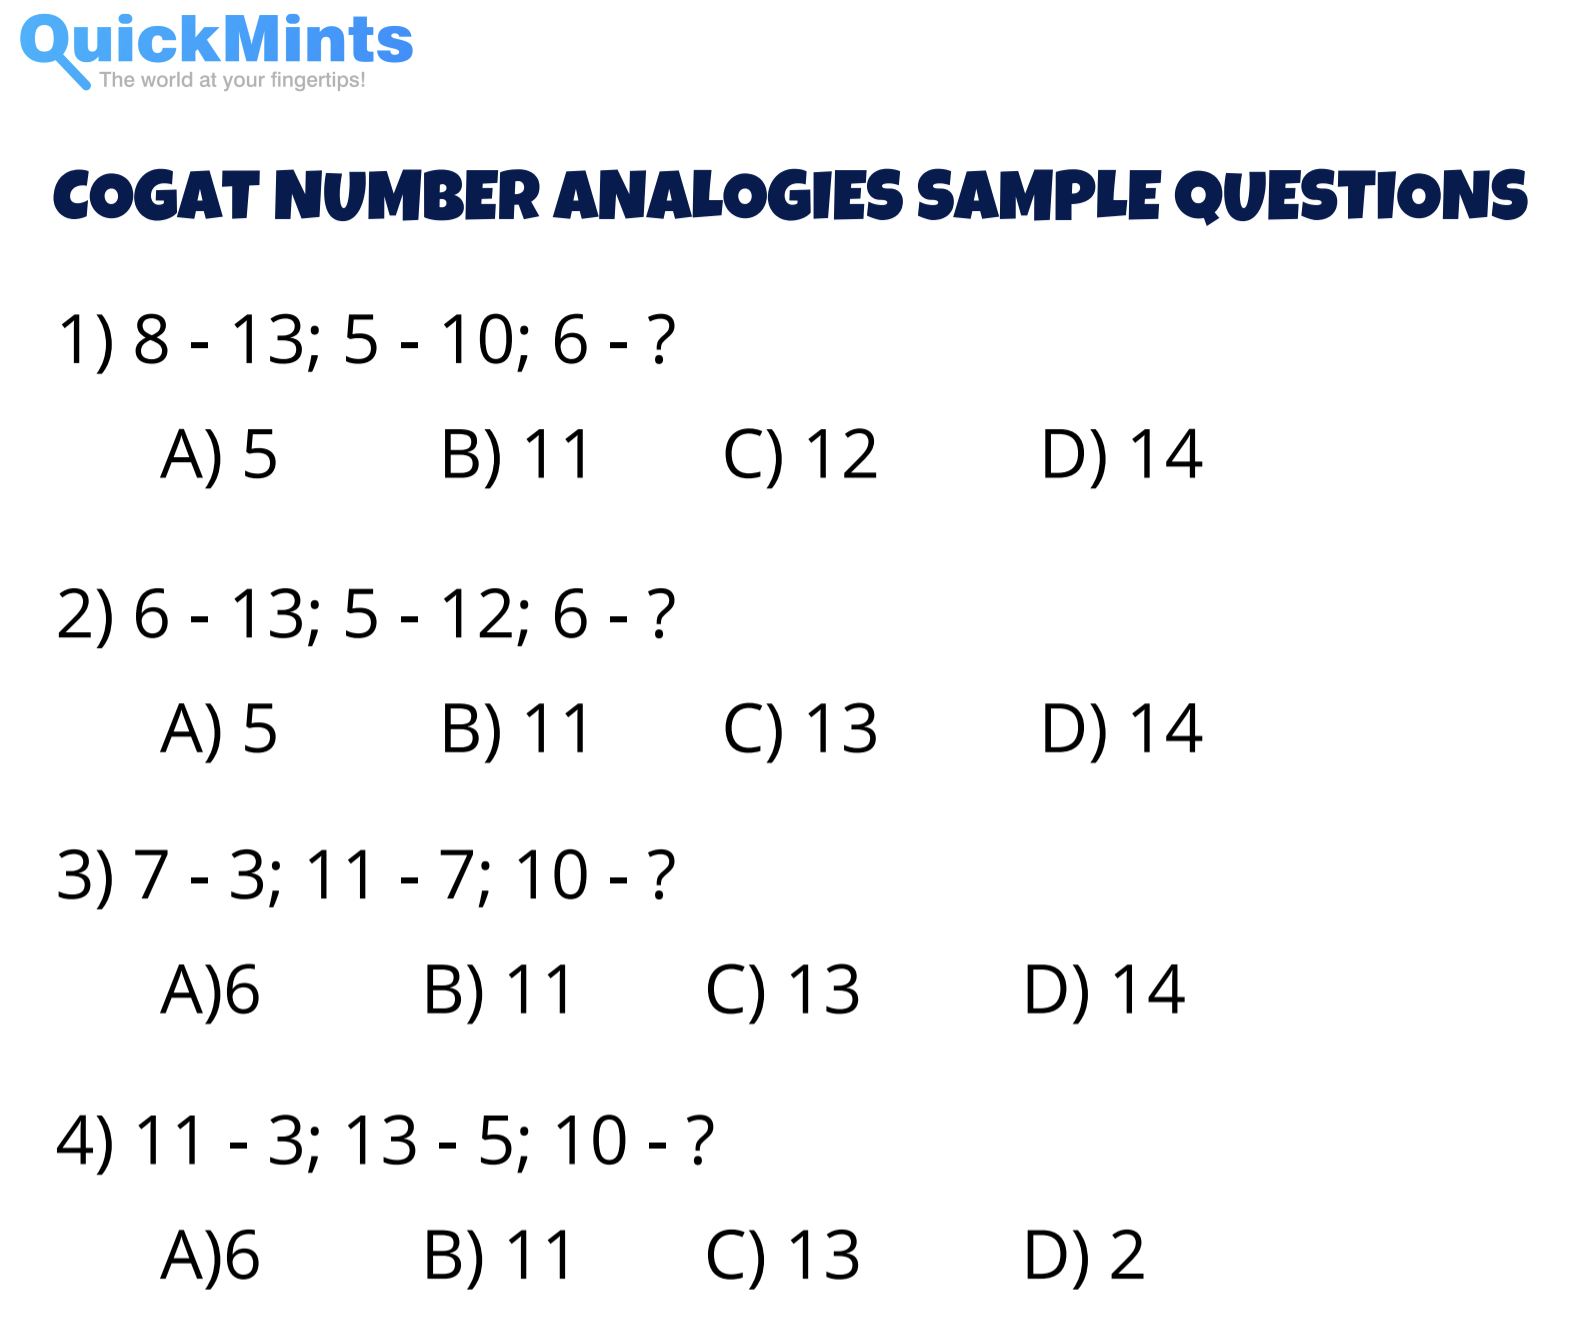 QuickMints
The world at your fingertips!
COGAT NUMBER ANALOGIES SAMPLE QUESTIONS
1) 8 - 13; 5 - 10; 6 - ?
A) 5 B) 11 C) 12 D) 14
2) 6 - 13; 5 - 12; 6 - ?
A) 5 B) 11 C) 13 D) 14
3) 7 - 3; 11 - 7; 10 - ?
A)6 B) 11 C) 13 D) 14
4) 11 - 3; 13 - 5; 10 - ?
A)6 B) 11 C) 13 D) 2